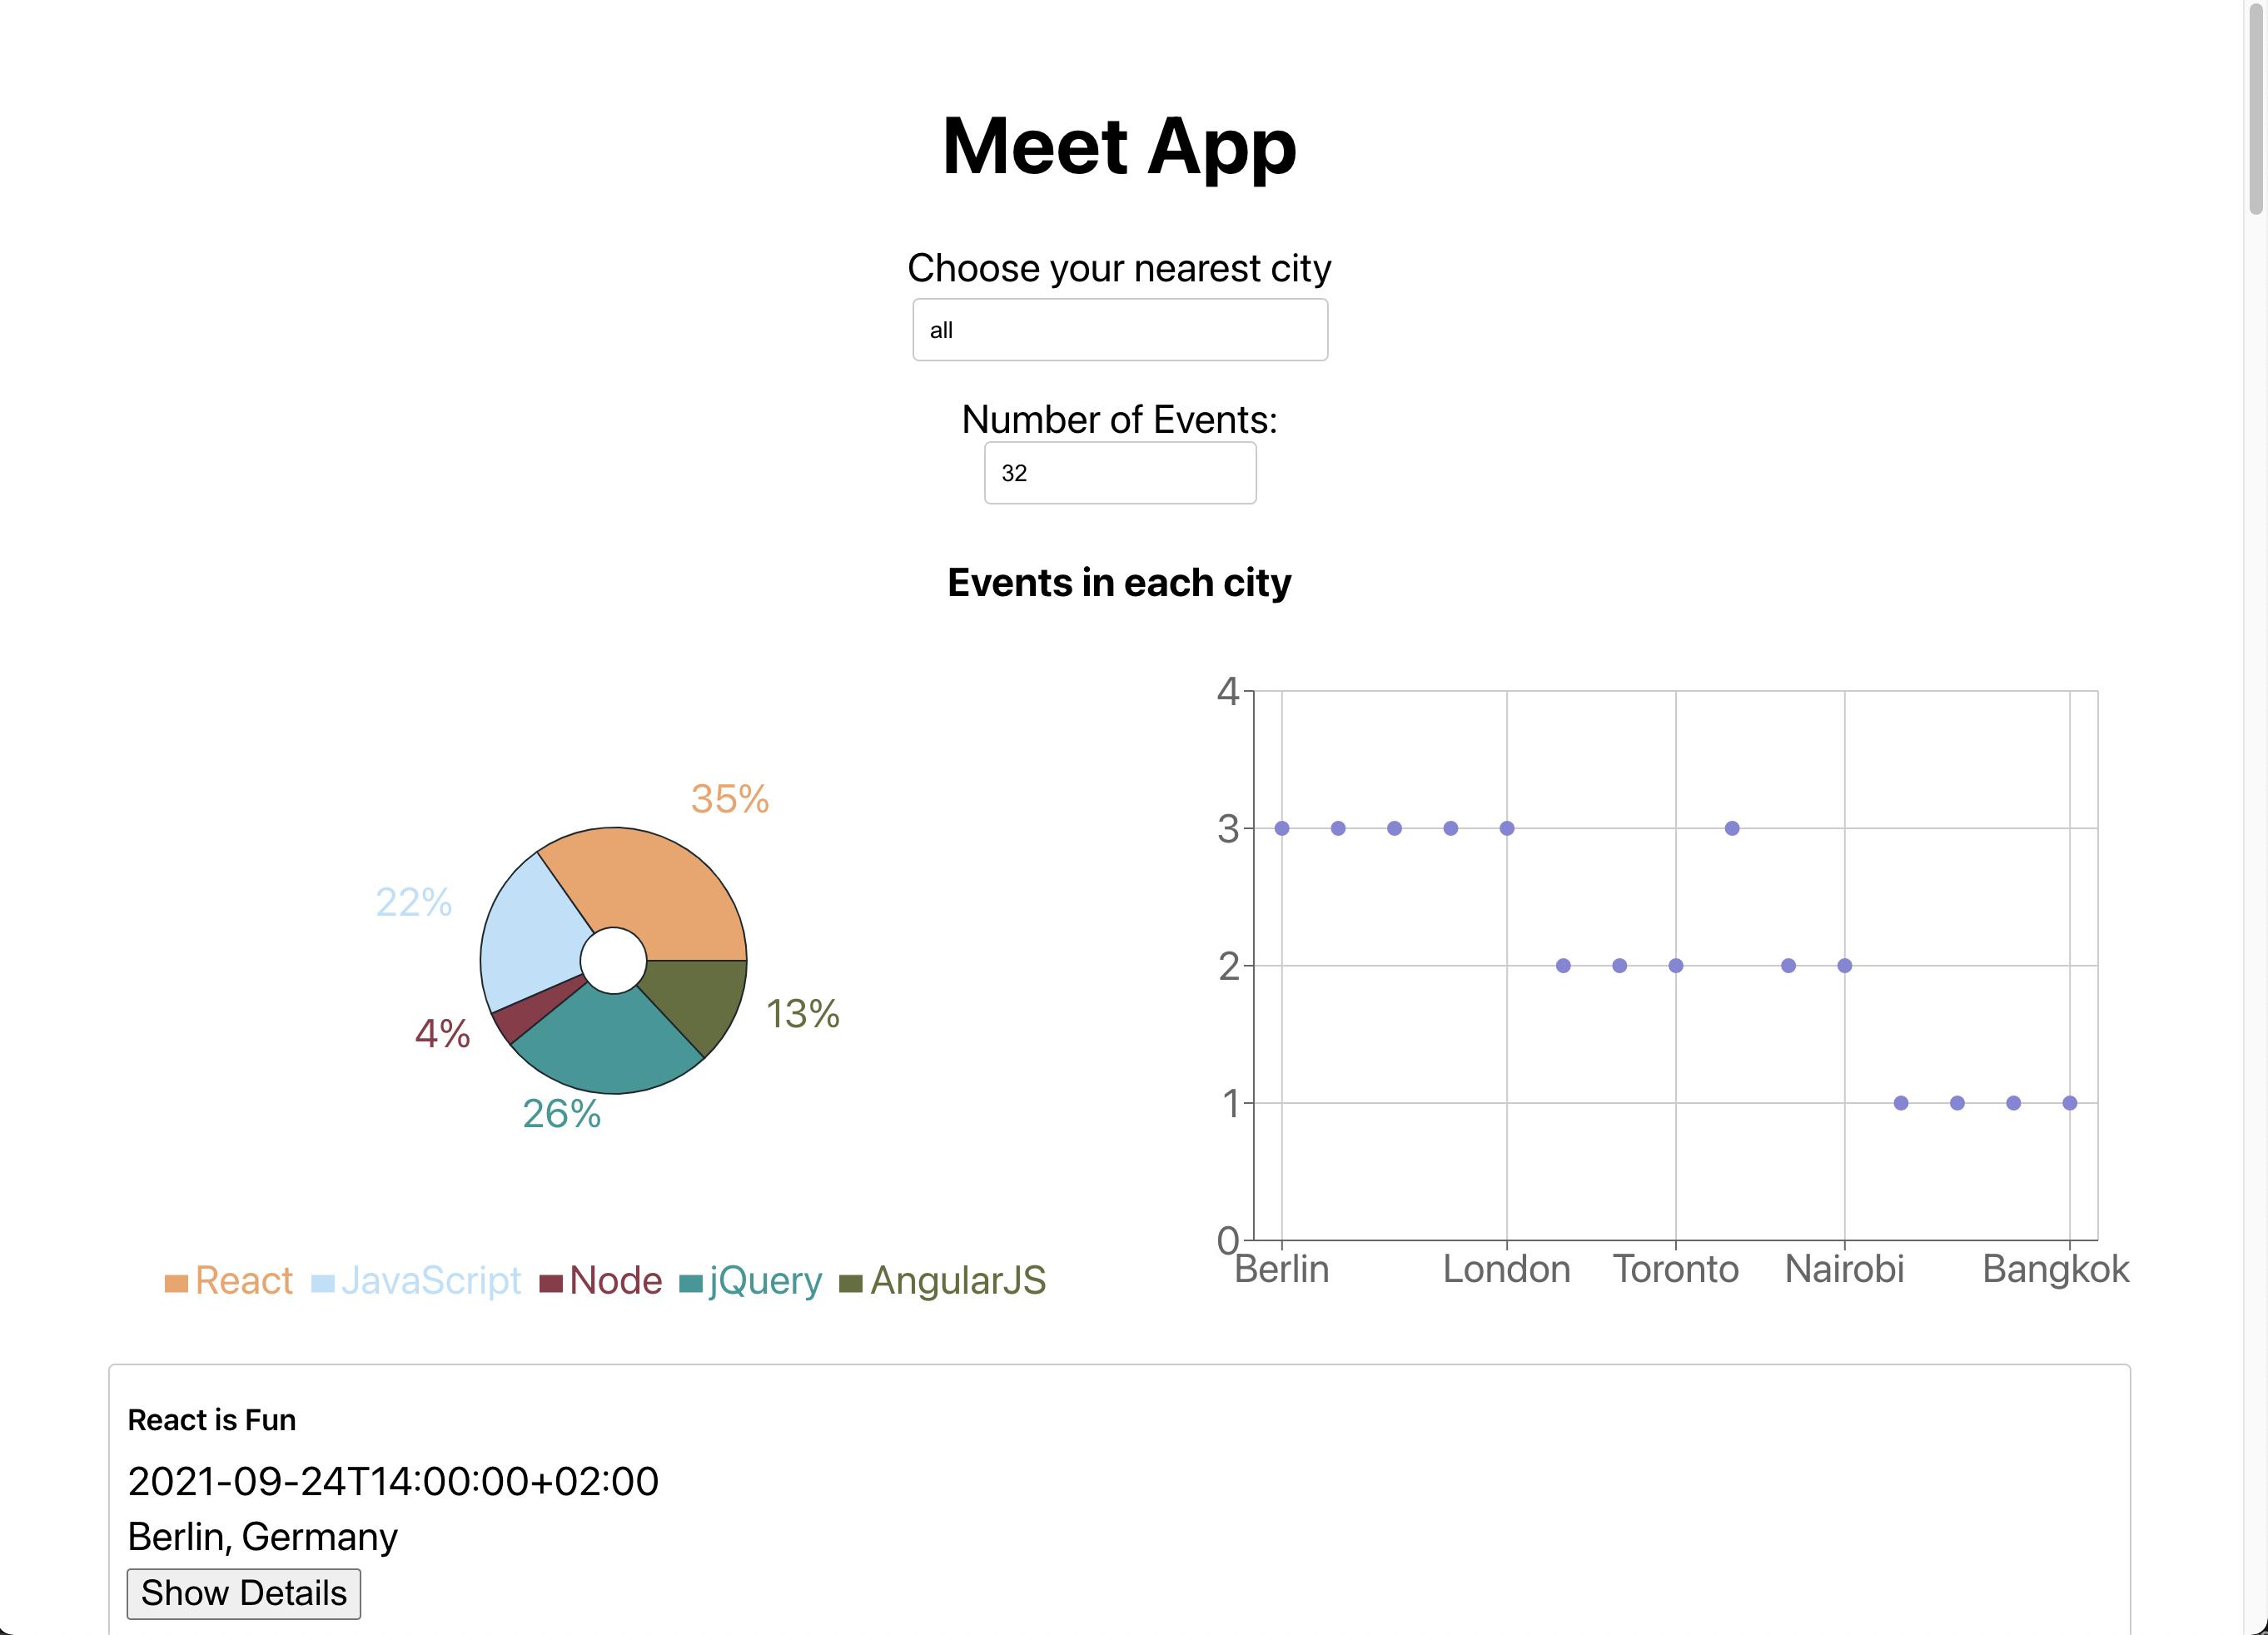 Meet App
Choose your nearest city
all
Number of Events:
32
Events in each city
35%
22%
4%
26%
13%
React JavaScript Node jQuery AngularJS
4
3
2
1
0
Berlin London Toronto Nairobi Bangkok
React is Fun
2021-09-24T14:00:00+02:00
Berlin, Germany
Show Details